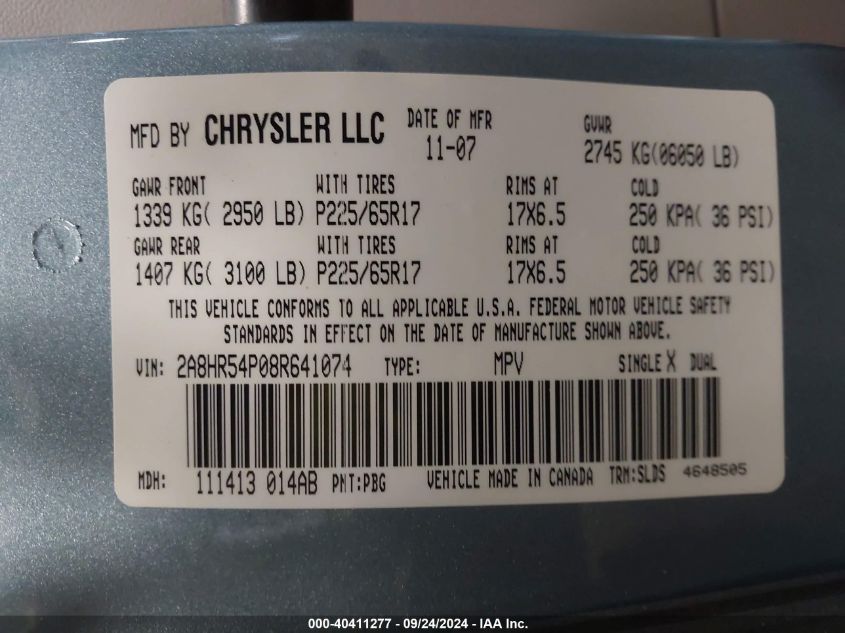 MFD BY CHRYSLER LLC DATE OF MFR 11-07 GVWR 2745 KG(06050 LB)
GAWR FRONT WITH TIRES RIMS AT COLD
1339 KG( 2950 LB) P225/65R17 17X6.5 250 KPA( 36 PSI)
GAWR REAR WITH TIRES RIMS AT COLD
1407 KG( 3100 LB) P225/65R17 17X6.5 250 KPA( 36 PSI)
THIS VEHICLE CONFORMS TO ALL APPLICABLE U.S.A. FEDERAL MOTOR VEHICLE SAFETY
STANDARDS IN EFFECT ON THE DATE OF MANUFACTURE SHOWN ABOVE.
VIN: 2A8HR54P08R641074 TYPE: MPV SINGLE X DUAL
MDH: 111413 014AB PNT:PBG VEHICLE MADE IN CANADA TRM:SLDS 4648505
000-40411277 - 09/24/2024 - IAA Inc.